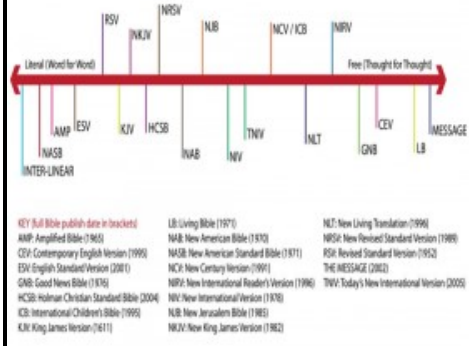 RSV
NRSV
NKJV
NJB
NCV / ICB
NIRV
Literal (Word for Word)
Free (Thought for Thought)
AMP
ESV
KJV
HCSB
TNIV
NLT
CEV
MESSAGE
NASB
NAB
NIV
GNB
LB
INTER-LINEAR
KEY (full Bible publish date in brackets)
AMP: Amplified Bible (1965)
CEV: Contemporary English Version (1995)
ESV: English Standard Version (2001)
GNB: Good News Bible (1976)
HCSB: Holman Christian Standard Bible (2004)
ICB: International Children's Bible (1995)
KJV: King James Version (1611)
LB: Living Bible (1971)
NAB: New American Bible (1970)
NASB: New American Standard Bible (1971)
NCV: New Century Version (1991)
NIRV: New International Reader's Version (1996)
NIV: New International Version (1978)
NJB: New Jerusalem Bible (1985)
NKJV: New King James Version (1982)
NLT: New Living Translation (1996)
NRSV: New Revised Standard Version (1989)
RSV: Revised Standard Version (1952)
THE MESSAGE (2002)
TNIV: Today's New International Version (2005)